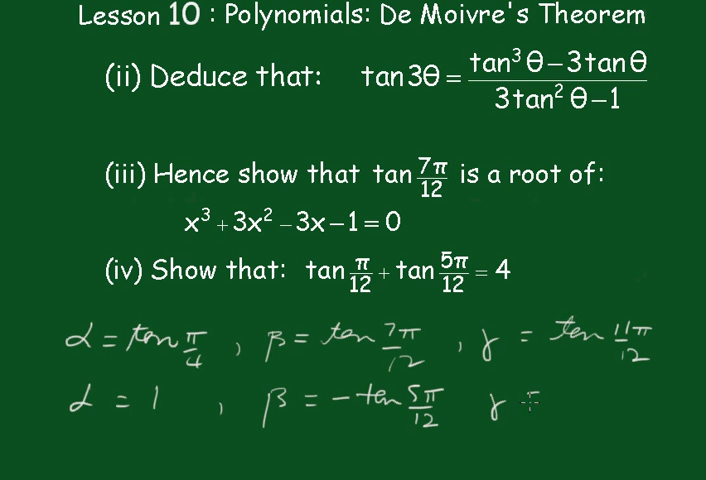 Lesson 10 : Polynomials: De Moivre's Theorem
(ii) Deduce that: tan3θ = (tan³ θ – 3tanθ)/(3tan² θ – 1)
(iii) Hence show that tan 7π/12 is a root of:
x³ + 3x² – 3x – 1 = 0
(iv) Show that: tan π/12 + tan 5π/12 = 4
α = tan π/4 , β = tan 7π/12 , γ = tan 11π/12
α = 1 , β = – tan 5π/12 γ =